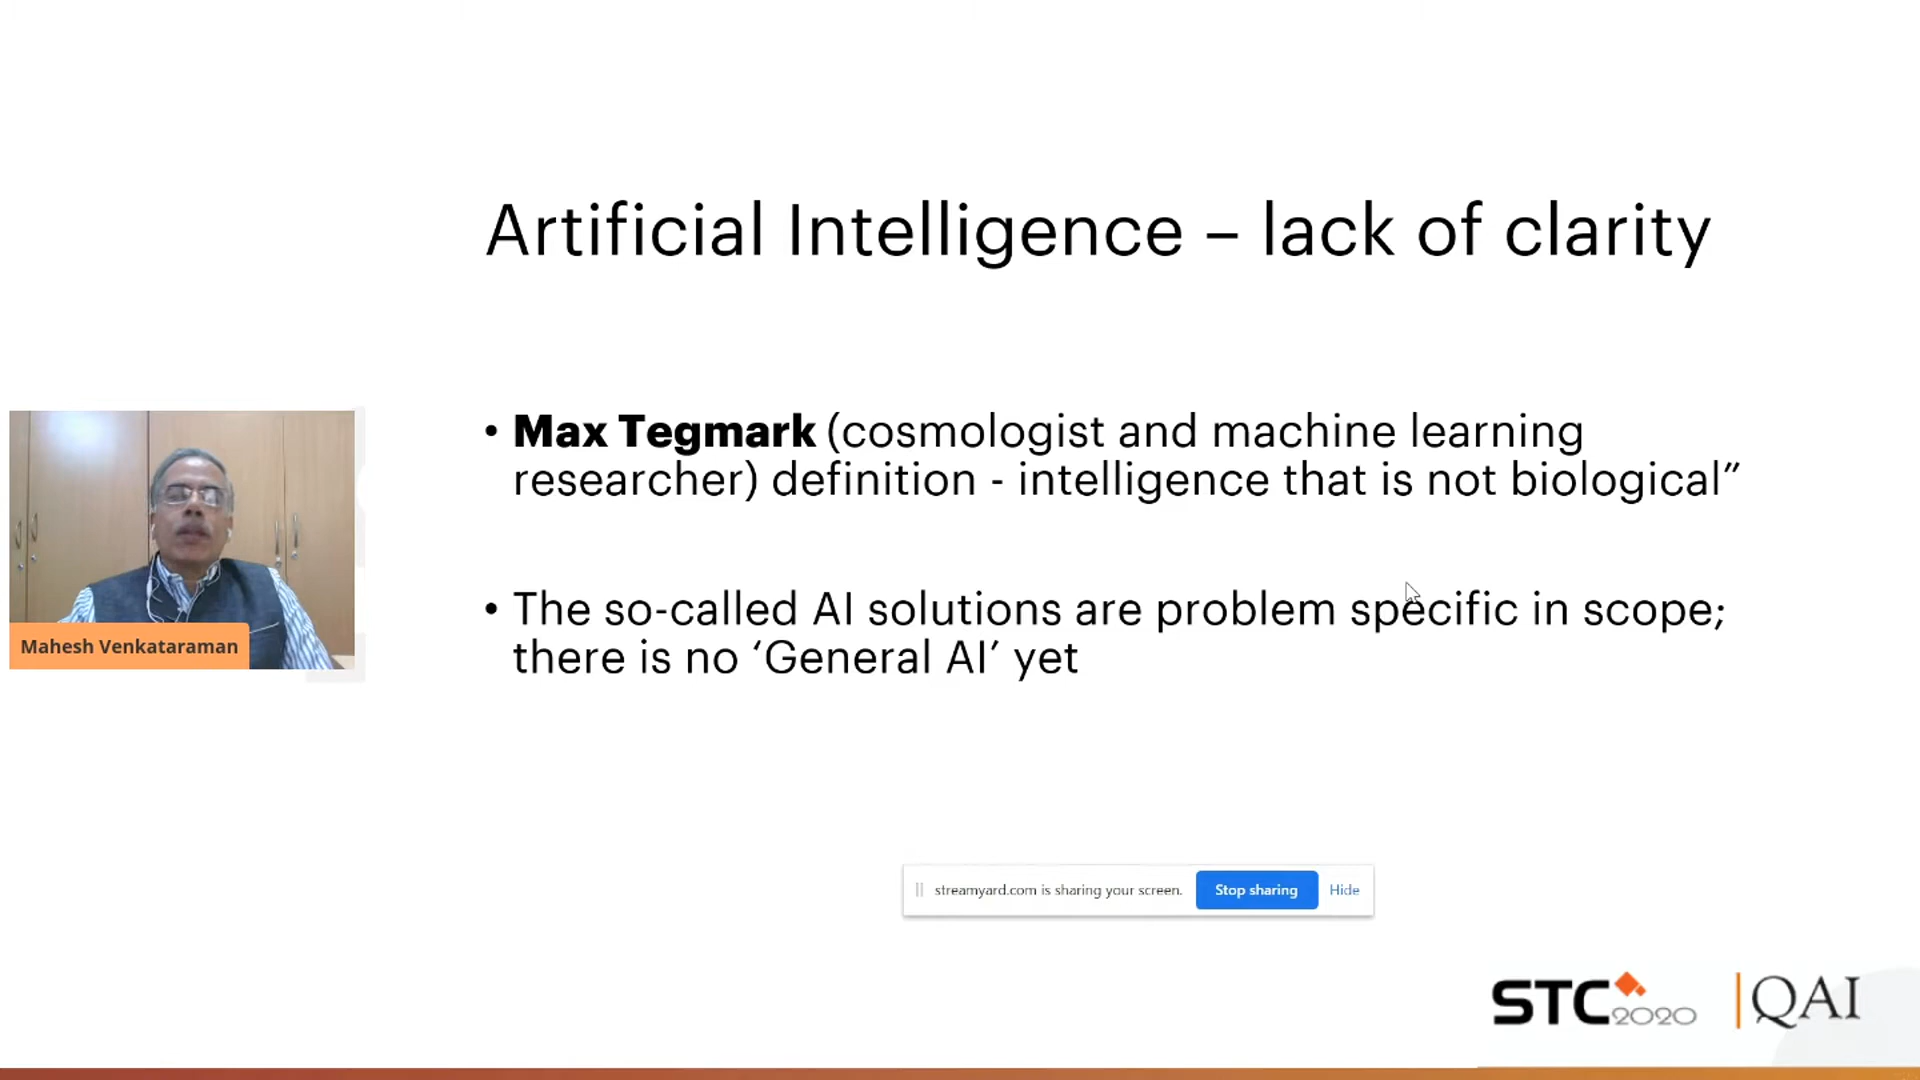 Artificial Intelligence – lack of clarity
• Max Tegmark (cosmologist and machine learning
researcher) definition - intelligence that is not biological”
• The so-called AI solutions are problem specific in scope;
there is no ‘General AI’ yet
Mahesh Venkataraman
streamyard.com is sharing your screen. Stop sharing Hide
STC2020 QAI